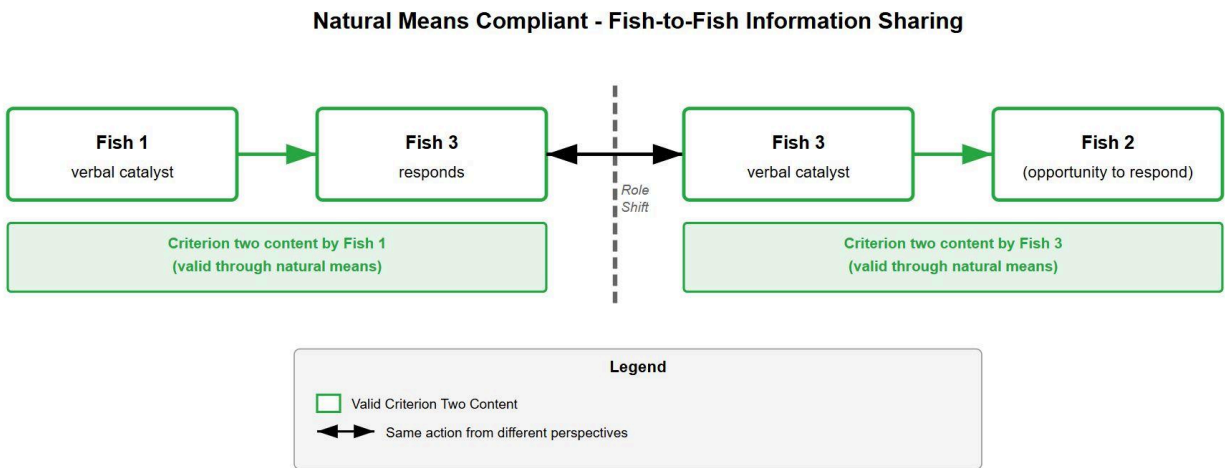 Natural Means Compliant - Fish-to-Fish Information Sharing
Fish 1
verbal catalyst
Fish 3
responds
Role
Shift
Fish 3
verbal catalyst
Fish 2
(opportunity to respond)
Criterion two content by Fish 1
(valid through natural means)
Criterion two content by Fish 3
(valid through natural means)
Legend
Valid Criterion Two Content
Same action from different perspectives